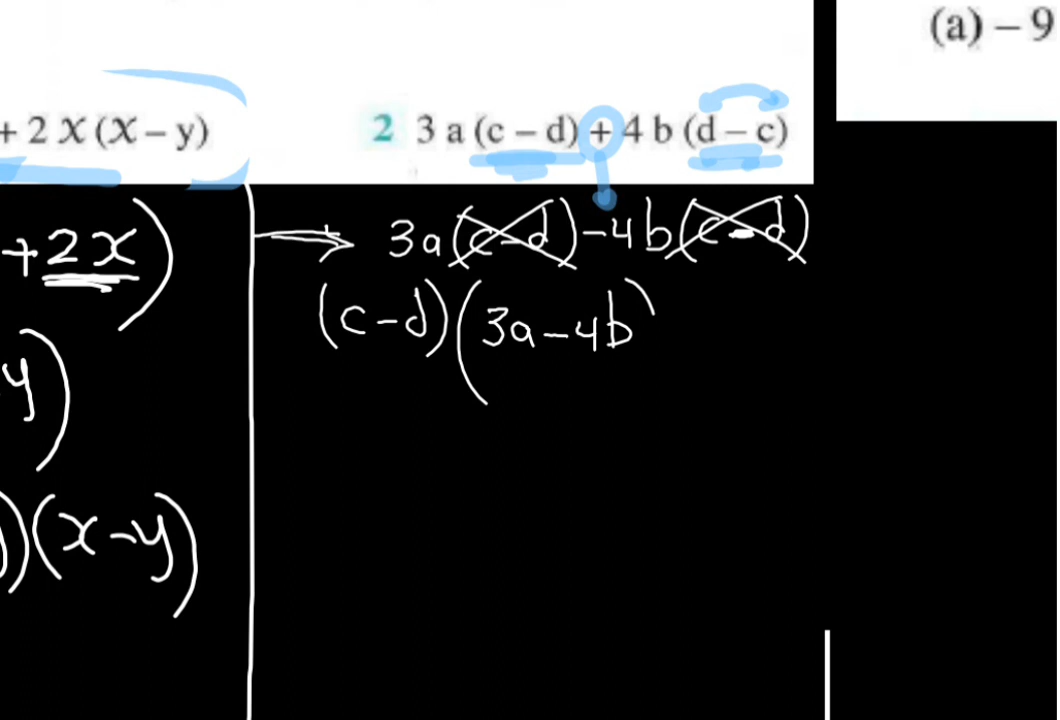 (a) – 9
+ 2 X (X – y)
2 3 a (c – d) + 4 b (d – c)
+2x)
y)
)(x-y)
3a(c-d)-4b(c-d)
(c-d)(3a-4b)